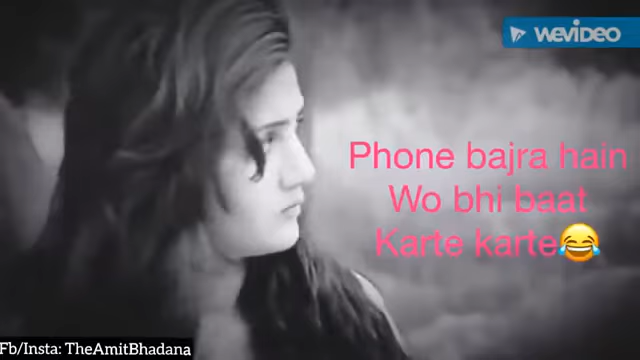 WEVIDEO
Phone bajra hain
Wo bhi baat
Karte karte😂
Fb/Insta: TheAmitBhadana